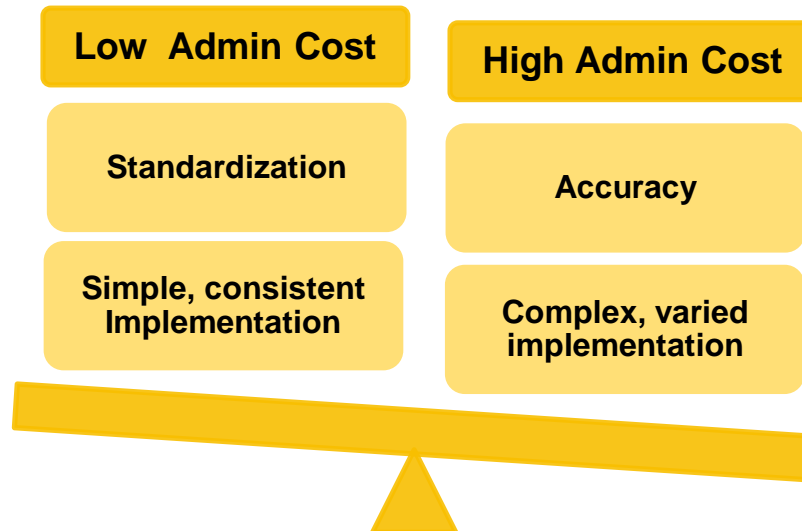 Low Admin Cost
Standardization
Simple, consistent
Implementation
High Admin Cost
Accuracy
Complex, varied
implementation